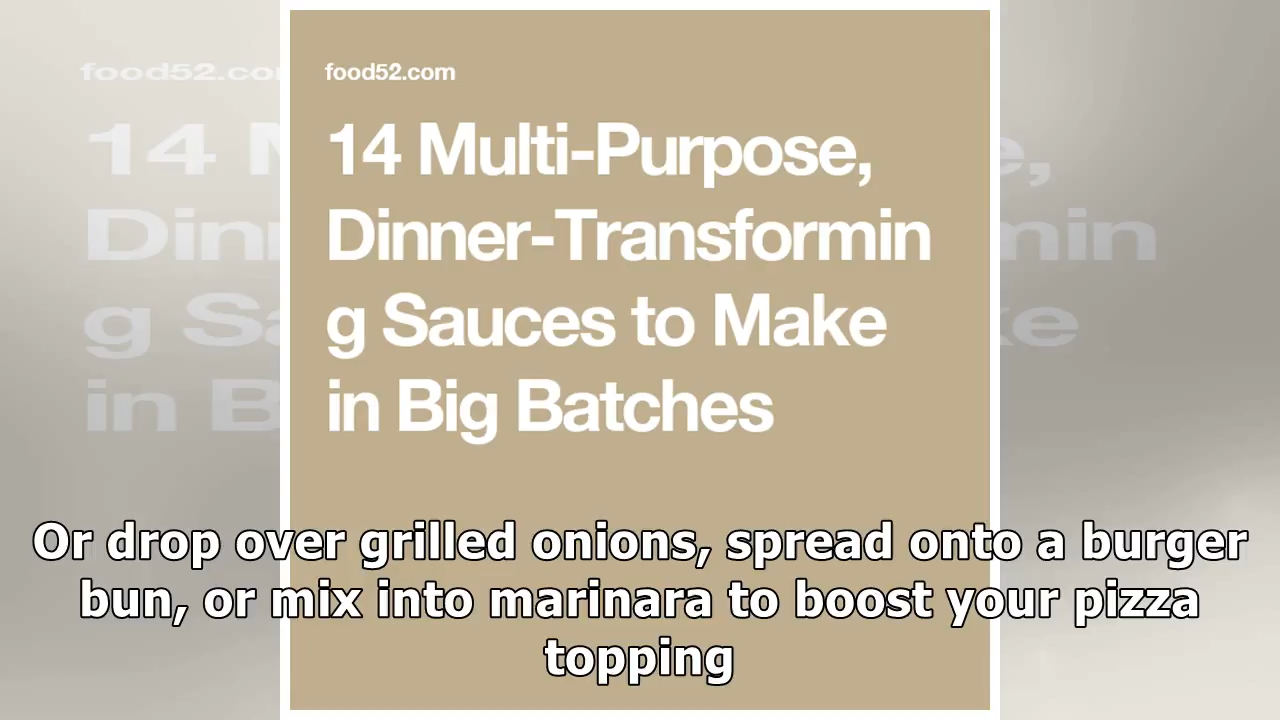 food52.com
14 Multi-Purpose,
Dinner-Transformin
g Sauces to Make
in Big Batches
Or drop over grilled onions, spread onto a burger
bun, or mix into marinara to boost your pizza
topping